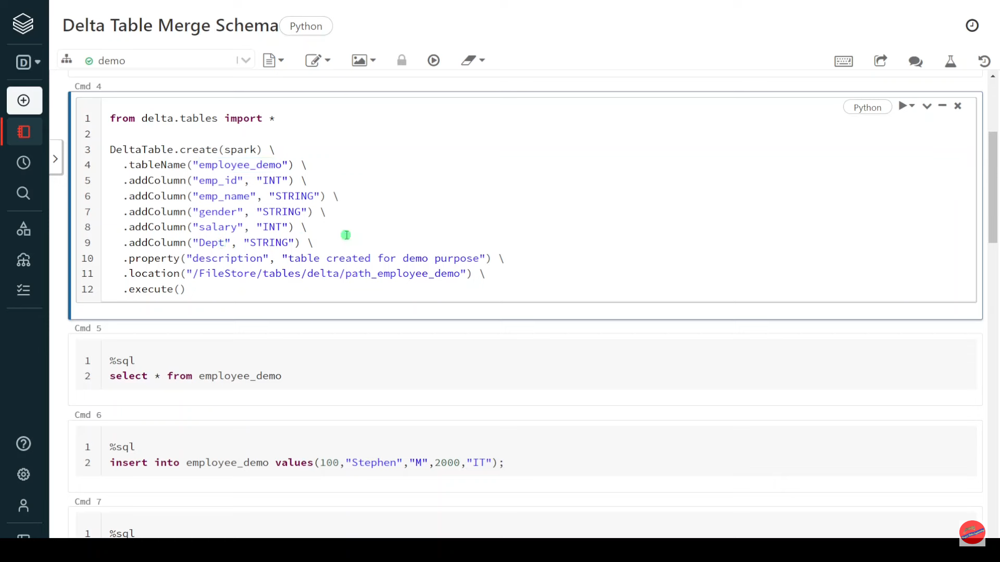 Delta Table Merge Schema Python
demo
Cmd 4
Python
1 from delta.tables import *
2
3 DeltaTable.create(spark) \
4 .tableName("employee_demo") \
5 .addColumn("emp_id", "INT") \
6 .addColumn("emp_name", "STRING") \
7 .addColumn("gender", "STRING") \
8 .addColumn("salary", "INT") \
9 .addColumn("Dept", "STRING") \
10 .property("description", "table created for demo purpose") \
11 .location("/FileStore/tables/delta/path_employee_demo") \
12 .execute()
Cmd 5
1 %sql
2 select * from employee_demo
Cmd 6
1 %sql
2 insert into employee_demo values(100,"Stephen","M",2000,"IT");
Cmd 7
1 %sql